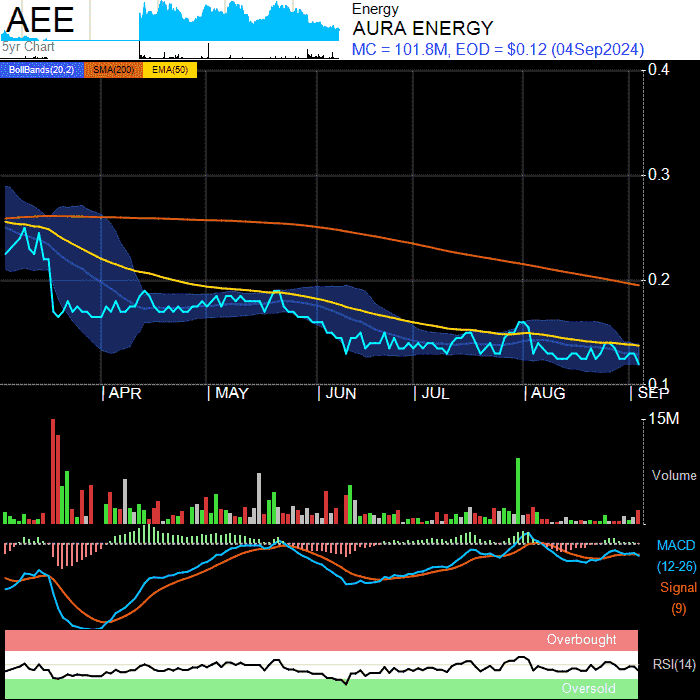 AEE
5yr Chart
Energy
AURA ENERGY
MC = 101.8M, EOD = $0.12 (04Sep2024)
BollBands(20,2) SMA(200) EMA(50)
0.4
0.3
0.2
0.1
APR MAY JUN JUL AUG SEP
15M
Volume
MACD
(12-26)
Signal
(9)
Overbought
RSI(14)
Oversold